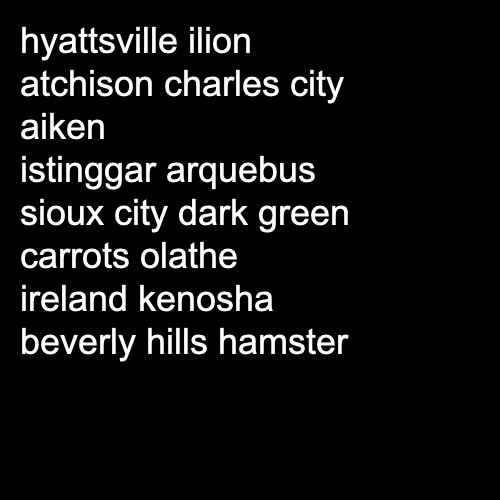 hyattsville ilion
atchison charles city
aiken
istinggar arquebus
sioux city dark green
carrots olathe
ireland kenosha
beverly hills hamster